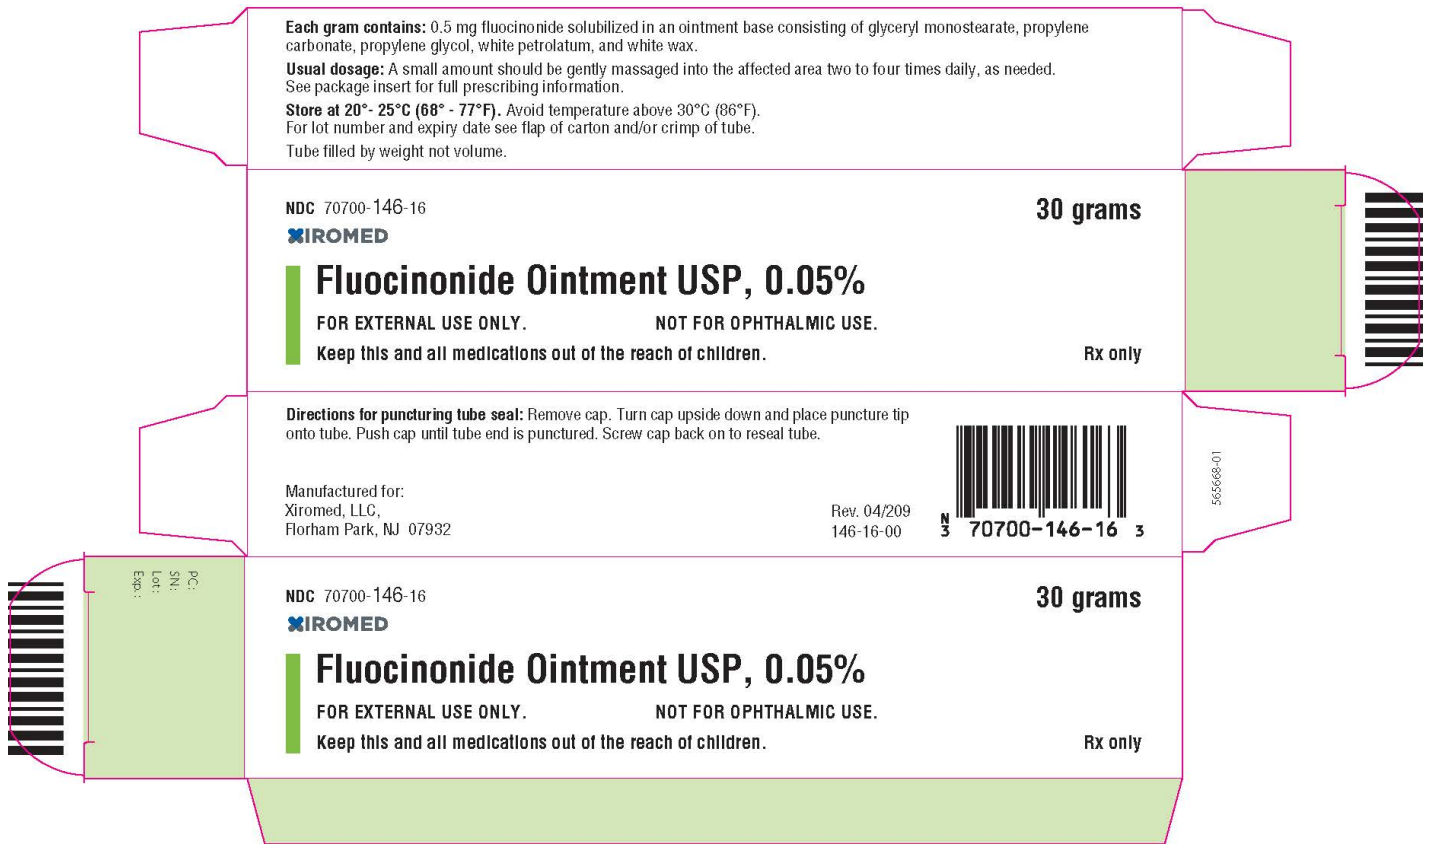 Each gram contains: 0.5 mg fluocinonide solubilized in an ointment base consisting of glyceryl monostearate, propylene
carbonate, propylene glycol, white petrolatum, and white wax.
Usual dosage: A small amount should be gently massaged into the affected area two to four times daily, as needed.
See package insert for full prescribing information.
Store at 20°- 25°C (68° - 77°F). Avoid temperature above 30°C (86°F).
For lot number and expiry date see flap of carton and/or crimp of tube.
Tube filled by weight not volume.
NDC 70700-146-16
30 grams
XIROMED
Fluocinonide Ointment USP, 0.05%
FOR EXTERNAL USE ONLY. NOT FOR OPHTHALMIC USE.
Keep this and all medications out of the reach of children. Rx only
Directions for puncturing tube seal: Remove cap. Turn cap upside down and place puncture tip
onto tube. Push cap until tube end is punctured. Screw cap back on to reseal tube.
Manufactured for:
Xiromed, LLC,
Florham Park, NJ 07932
Rev. 04/209
146-16-00
N
3 70700-146-16 3
565668-01
PC:
SN:
Lot:
Exp.:
NDC 70700-146-16
30 grams
XIROMED
Fluocinonide Ointment USP, 0.05%
FOR EXTERNAL USE ONLY. NOT FOR OPHTHALMIC USE.
Keep this and all medications out of the reach of children. Rx only